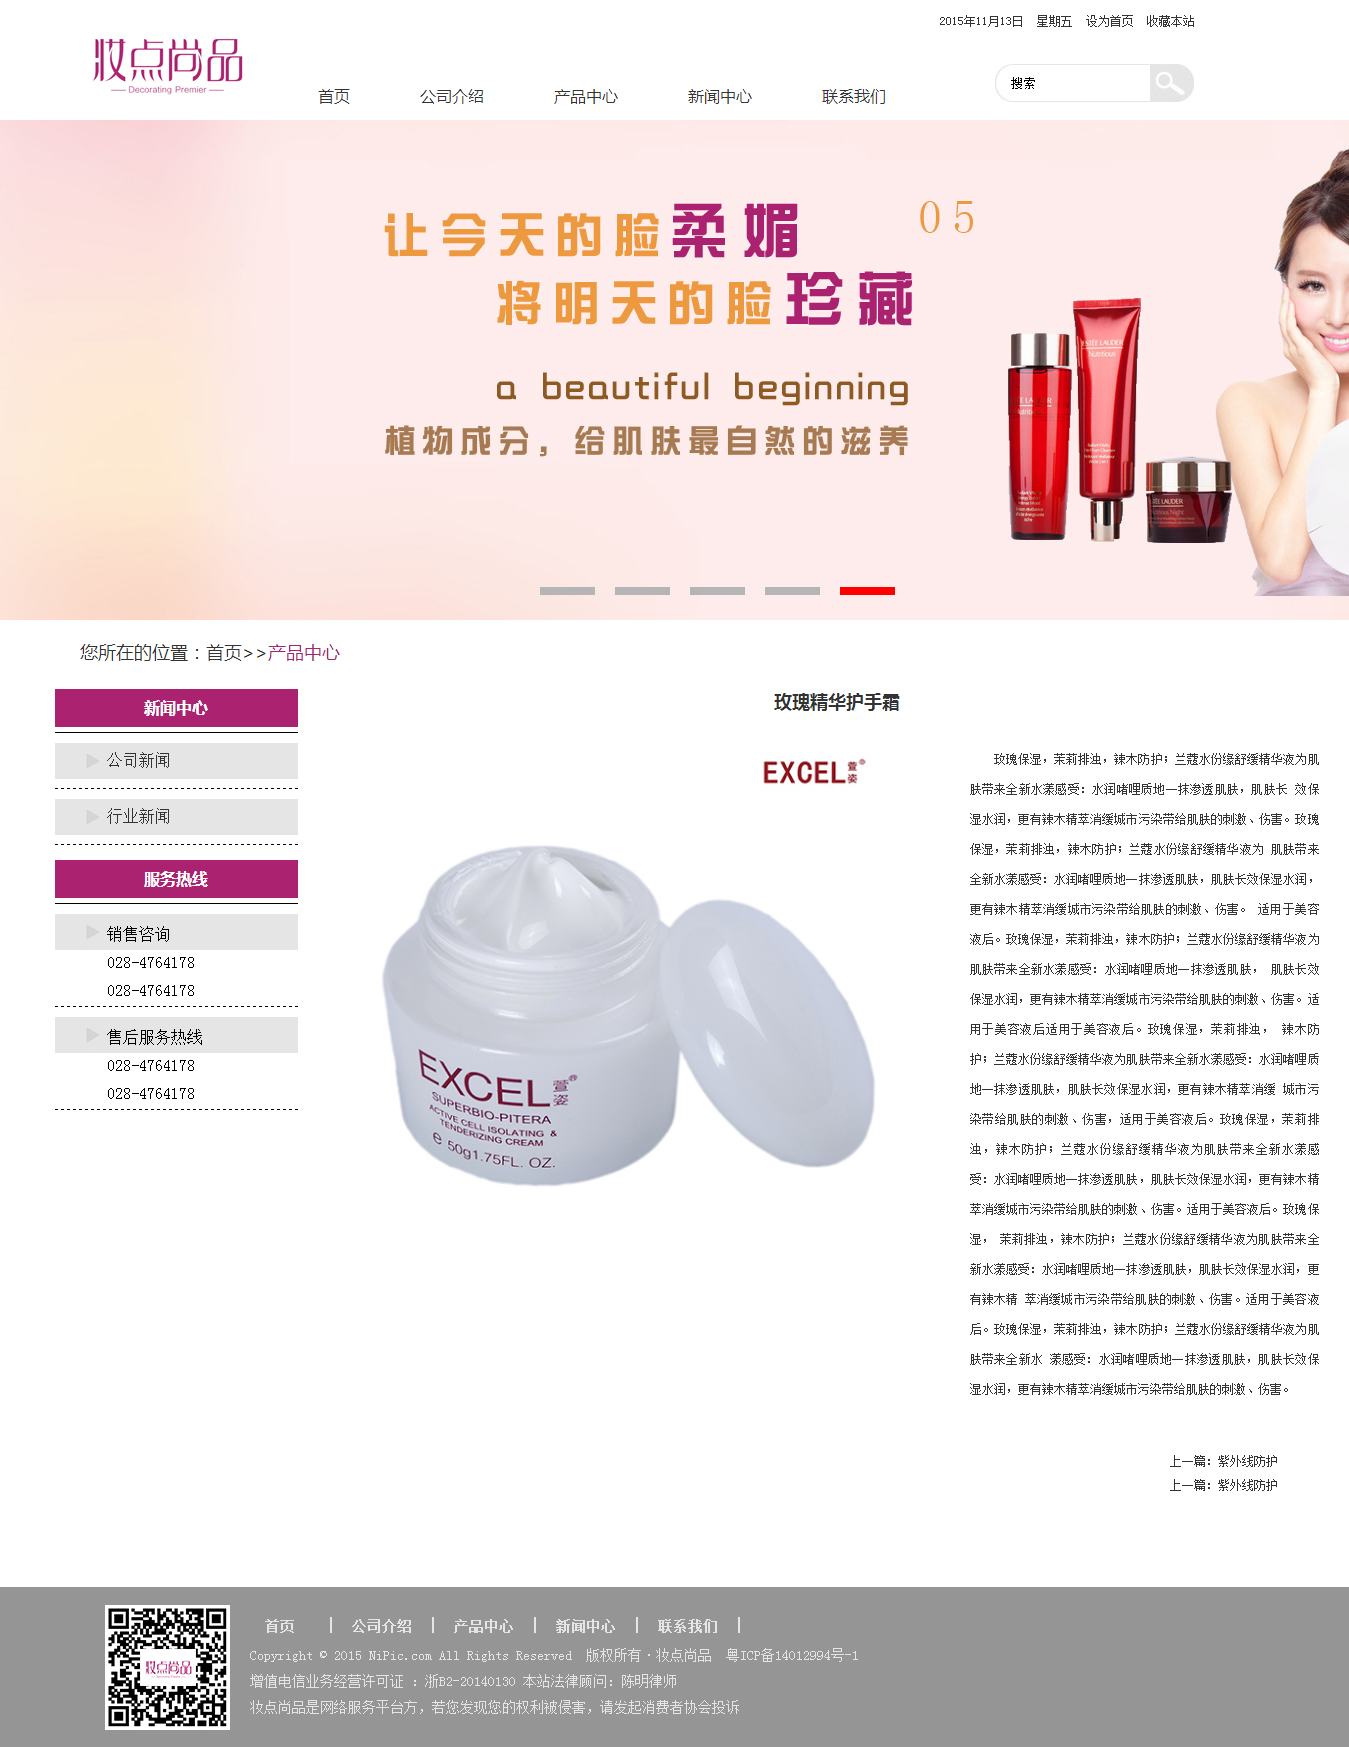 2015年11月13日 星期五 设为首页 收藏本站
妆点尚品
Decorating Premier
首页 公司介绍 产品中心 新闻中心 联系我们
搜索
让今天的脸柔媚
05
将明天的脸珍藏
a beautiful beginning
植物成分，给肌肤最自然的滋养
ESTĒE LAUDER
Nutritious
您所在的位置：首页>>产品中心
新闻中心
公司新闻
行业新闻
服务热线
销售咨询
028-4764178
028-4764178
售后服务热线
028-4764178
028-4764178
玫瑰精华护手霜
EXCEL萱姿®
EXCEL萱姿®
SUPERBIO-PITERA
ACTIVE CELL ISOLATING &
TENDERIZING CREAM
e 50g1.75FL. OZ.
玫瑰保湿，茉莉排浊，辣木防护；兰蔻水份缘舒缓精华液为肌
肤带来全新水漾感受：水润啫哩质地一抹渗透肌肤，肌肤长 效保
湿水润，更有辣木精萃消缓城市污染带给肌肤的刺激、伤害。玫瑰
保湿，茉莉排浊，辣木防护；兰蔻水份缘舒缓精华液为 肌肤带来
全新水漾感受：水润啫哩质地一抹渗透肌肤，肌肤长效保湿水润，
更有辣木精萃消缓城市污染带给肌肤的刺激、伤害。 适用于美容
液后。玫瑰保湿，茉莉排浊，辣木防护；兰蔻水份缘舒缓精华液为
肌肤带来全新水漾感受：水润啫哩质地一抹渗透肌肤， 肌肤长效
保湿水润，更有辣木精萃消缓城市污染带给肌肤的刺激、伤害。适
用于美容液后适用于美容液后。玫瑰保湿，茉莉排浊， 辣木防
护；兰蔻水份缘舒缓精华液为肌肤带来全新水漾感受：水润啫哩质
地一抹渗透肌肤，肌肤长效保湿水润，更有辣木精萃消缓 城市污
染带给肌肤的刺激、伤害，适用于美容液后。玫瑰保湿，茉莉排
浊，辣木防护；兰蔻水份缘舒缓精华液为肌肤带来全新水漾感
受：水润啫哩质地一抹渗透肌肤，肌肤长效保湿水润，更有辣木精
萃消缓城市污染带给肌肤的刺激、伤害。适用于美容液后。玫瑰保
湿， 茉莉排浊，辣木防护；兰蔻水份缘舒缓精华液为肌肤带来全
新水漾感受：水润啫哩质地一抹渗透肌肤，肌肤长效保湿水润，更
有辣木精 萃消缓城市污染带给肌肤的刺激、伤害。适用于美容液
后。玫瑰保湿，茉莉排浊，辣木防护；兰蔻水份缘舒缓精华液为肌
肤带来全新水 漾感受：水润啫哩质地一抹渗透肌肤，肌肤长效保
湿水润，更有辣木精萃消缓城市污染带给肌肤的刺激、伤害。
上一篇：紫外线防护
上一篇：紫外线防护
妆点尚品
首页 | 公司介绍 | 产品中心 | 新闻中心 | 联系我们 |
Copyright © 2015 NiPic.com All Rights Reserved 版权所有·妆点尚品 粤ICP备14012994号-1
增值电信业务经营许可证 ：浙B2-20140130 本站法律顾问：陈明律师
妆点尚品是网络服务平台方，若您发现您的权利被侵害，请发起消费者协会投诉